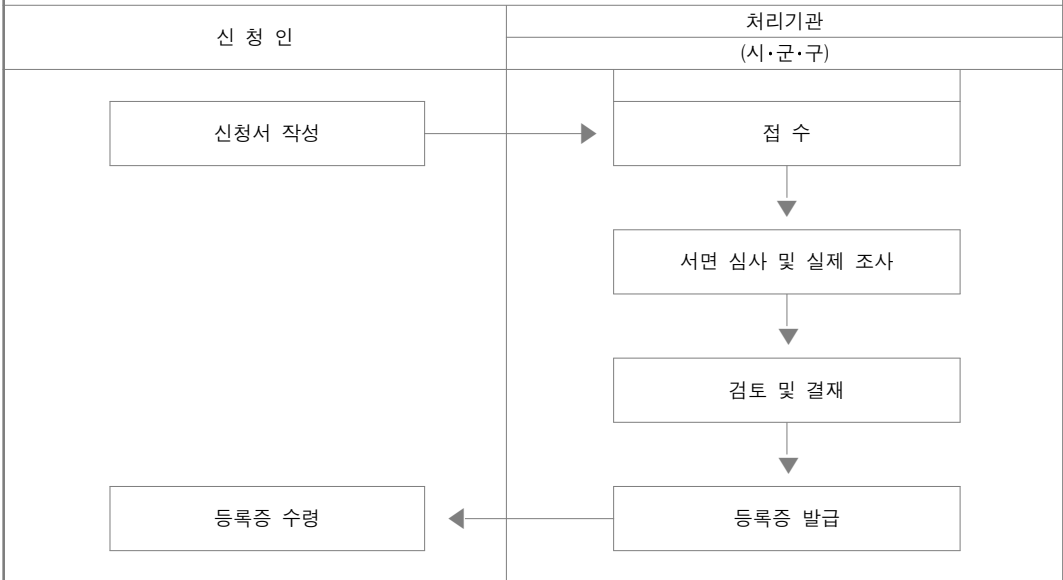 신 청 인
처리기관
(시·군·구)
신청서 작성
접 수
서면 심사 및 실제 조사
검토 및 결재
등록증 수령
등록증 발급